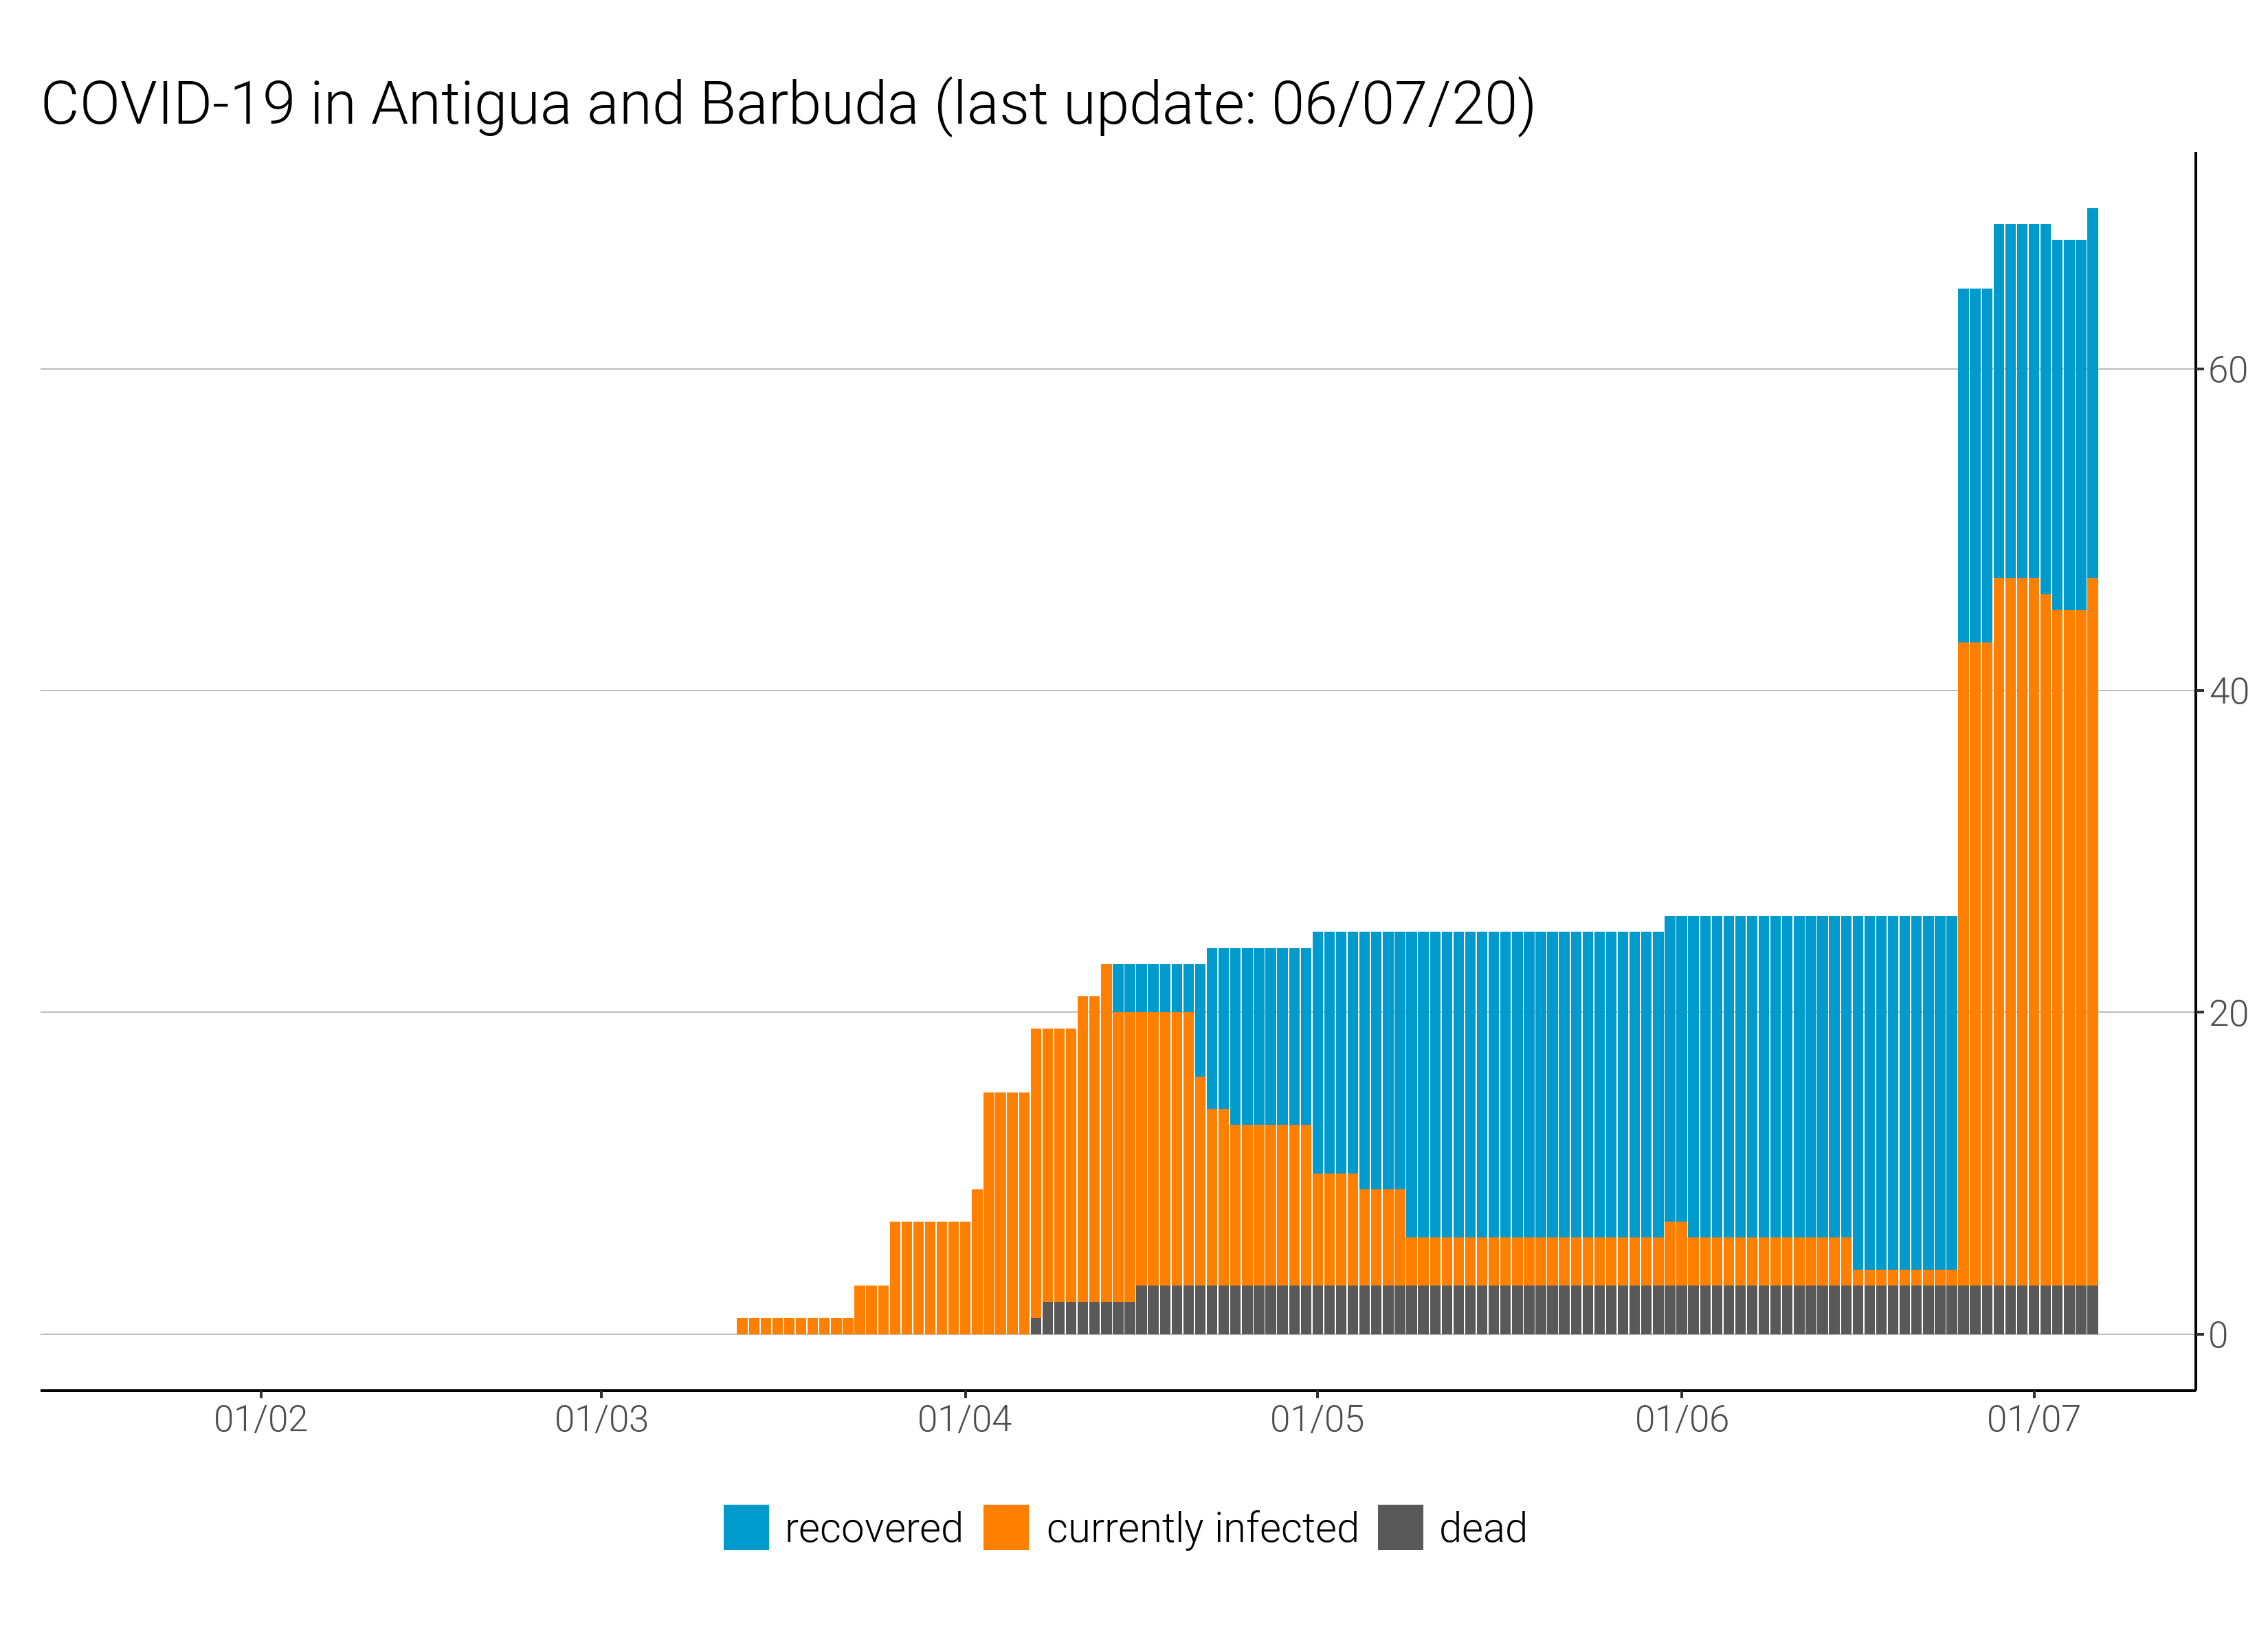 COVID-19 in Antigua and Barbuda (last update: 06/07/20)
60
40
20
0
01/02 01/03 01/04 01/05 01/06 01/07
recovered currently infected dead